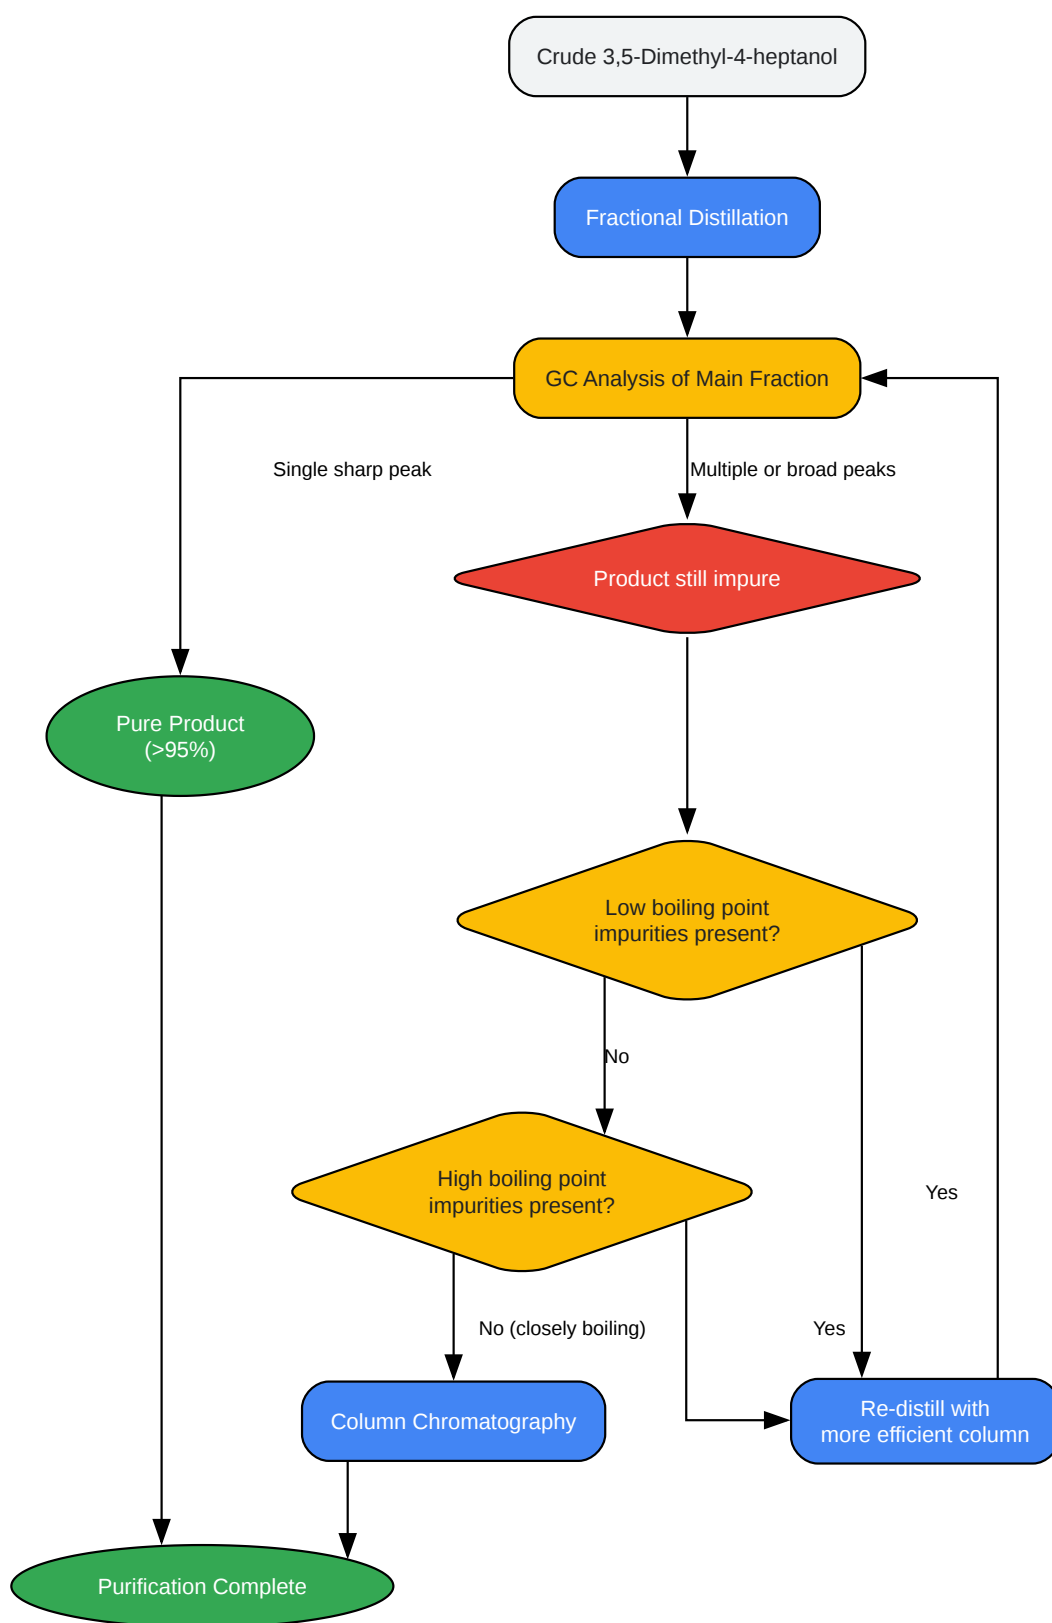 Crude 3,5-Dimethyl-4-heptanol
Fractional Distillation
GC Analysis of Main Fraction
Single sharp peak
Multiple or broad peaks
Product still impure
Pure Product
(>95%)
Low boiling point
impurities present?
No
High boiling point
impurities present?
Yes
No (closely boiling)
Yes
Column Chromatography
Re-distill with
more efficient column
Purification Complete